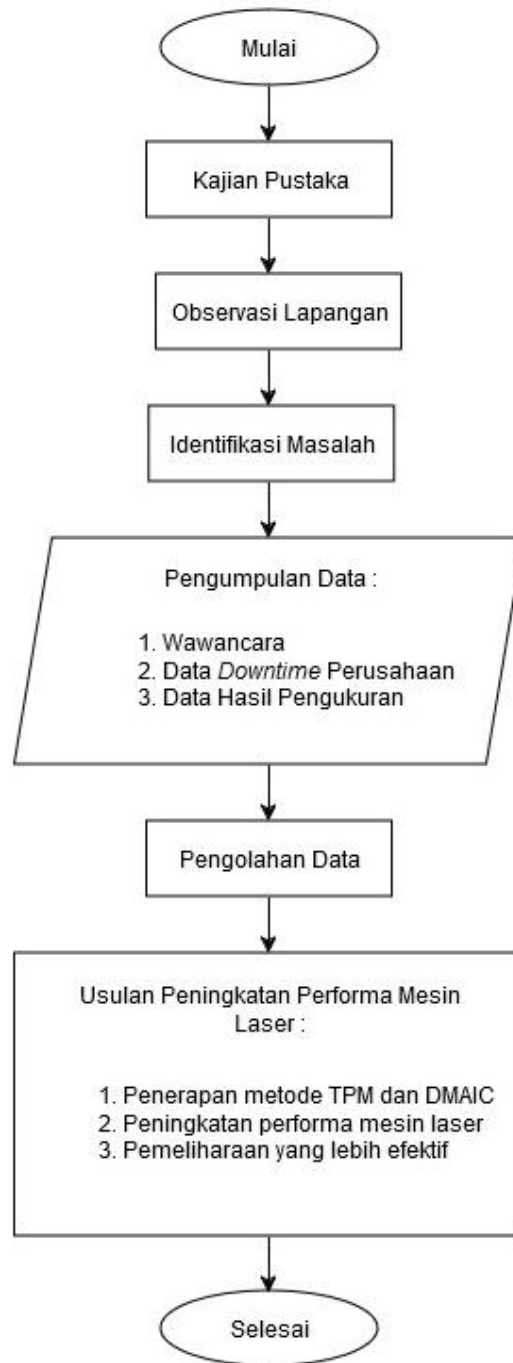 Mulai
Kajian Pustaka
Observasi Lapangan
Identifikasi Masalah
Pengumpulan Data :
1. Wawancara
2. Data Downtime Perusahaan
3. Data Hasil Pengukuran
Pengolahan Data
Usulan Peningkatan Performa Mesin
Laser :
1. Penerapan metode TPM dan DMAIC
2. Peningkatan performa mesin laser
3. Pemeliharaan yang lebih efektif
Selesai